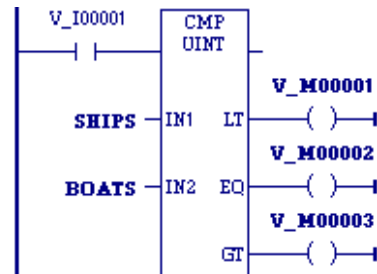 V_I00001
CMP
UINT
V_M00001
SHIPS IN1 LT
V_M00002
BOATS IN2 EQ
V_M00003
GT